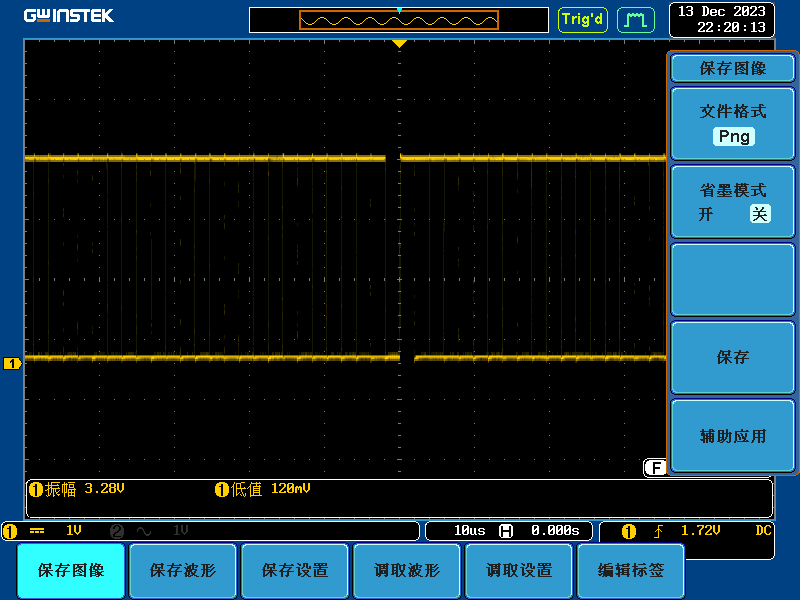 GWINSTEK
Trig'd
13 Dec 2023
22:20:13
保存图像
文件格式
Png
省墨模式
开 关
保存
辅助应用
1
F
1振幅 3.28V
1低值 120mV
1 1V
2 1V
10us H 0.000s
1 1.72V DC
保存图像
保存波形
保存设置
调取波形
调取设置
编辑标签